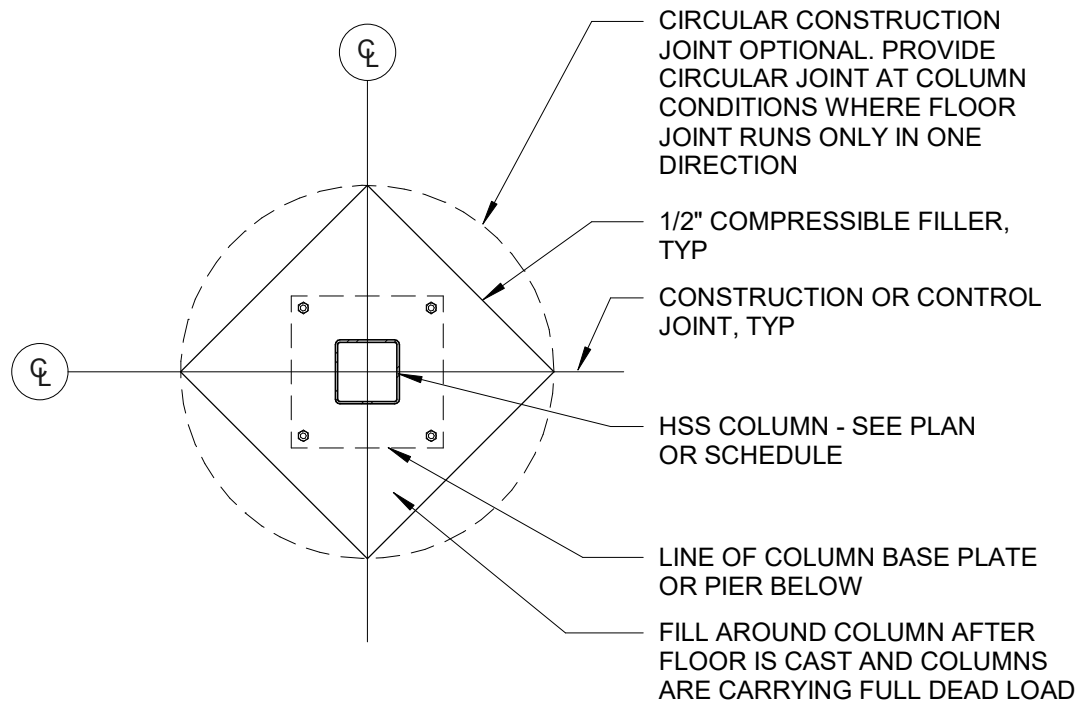 ℄
CIRCULAR CONSTRUCTION
JOINT OPTIONAL. PROVIDE
CIRCULAR JOINT AT COLUMN
CONDITIONS WHERE FLOOR
JOINT RUNS ONLY IN ONE
DIRECTION
1/2" COMPRESSIBLE FILLER,
TYP
CONSTRUCTION OR CONTROL
JOINT, TYP
℄
HSS COLUMN - SEE PLAN
OR SCHEDULE
LINE OF COLUMN BASE PLATE
OR PIER BELOW
FILL AROUND COLUMN AFTER
FLOOR IS CAST AND COLUMNS
ARE CARRYING FULL DEAD LOAD